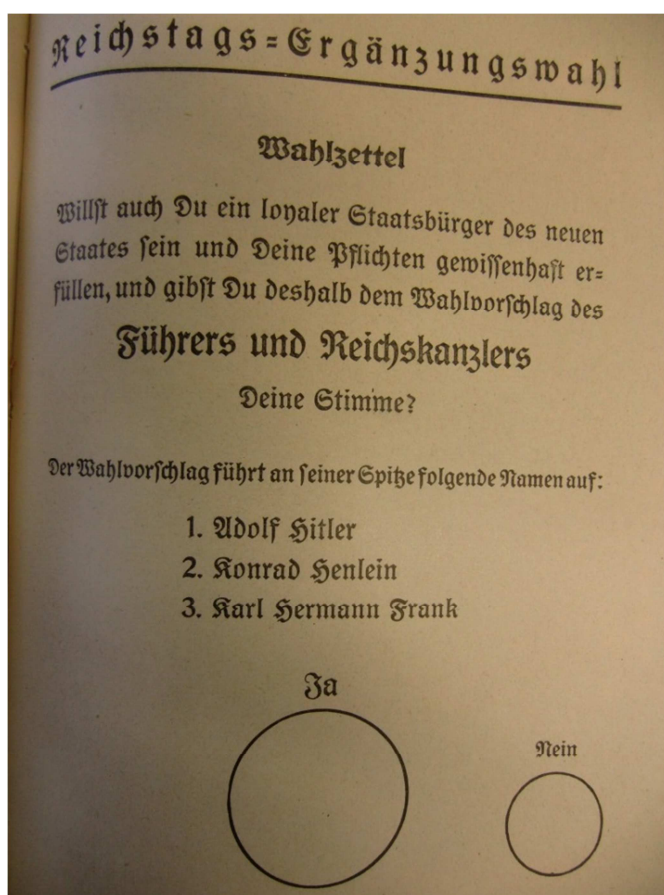 Reichstags=Ergänzungswahl
Wahlzettel
Willst auch Du ein loyaler Staatsbürger des neuen
Staates sein und Deine Pflichten gewissenhaft er=
füllen, und gibst Du deshalb dem Wahlvorschlag des
Führers und Reichskanzlers
Deine Stimme?
Der Wahlvorschlag führt an seiner Spitze folgende Namen auf:
1. Adolf Hitler
2. Konrad Henlein
3. Karl Hermann Frank
Ja
Nein